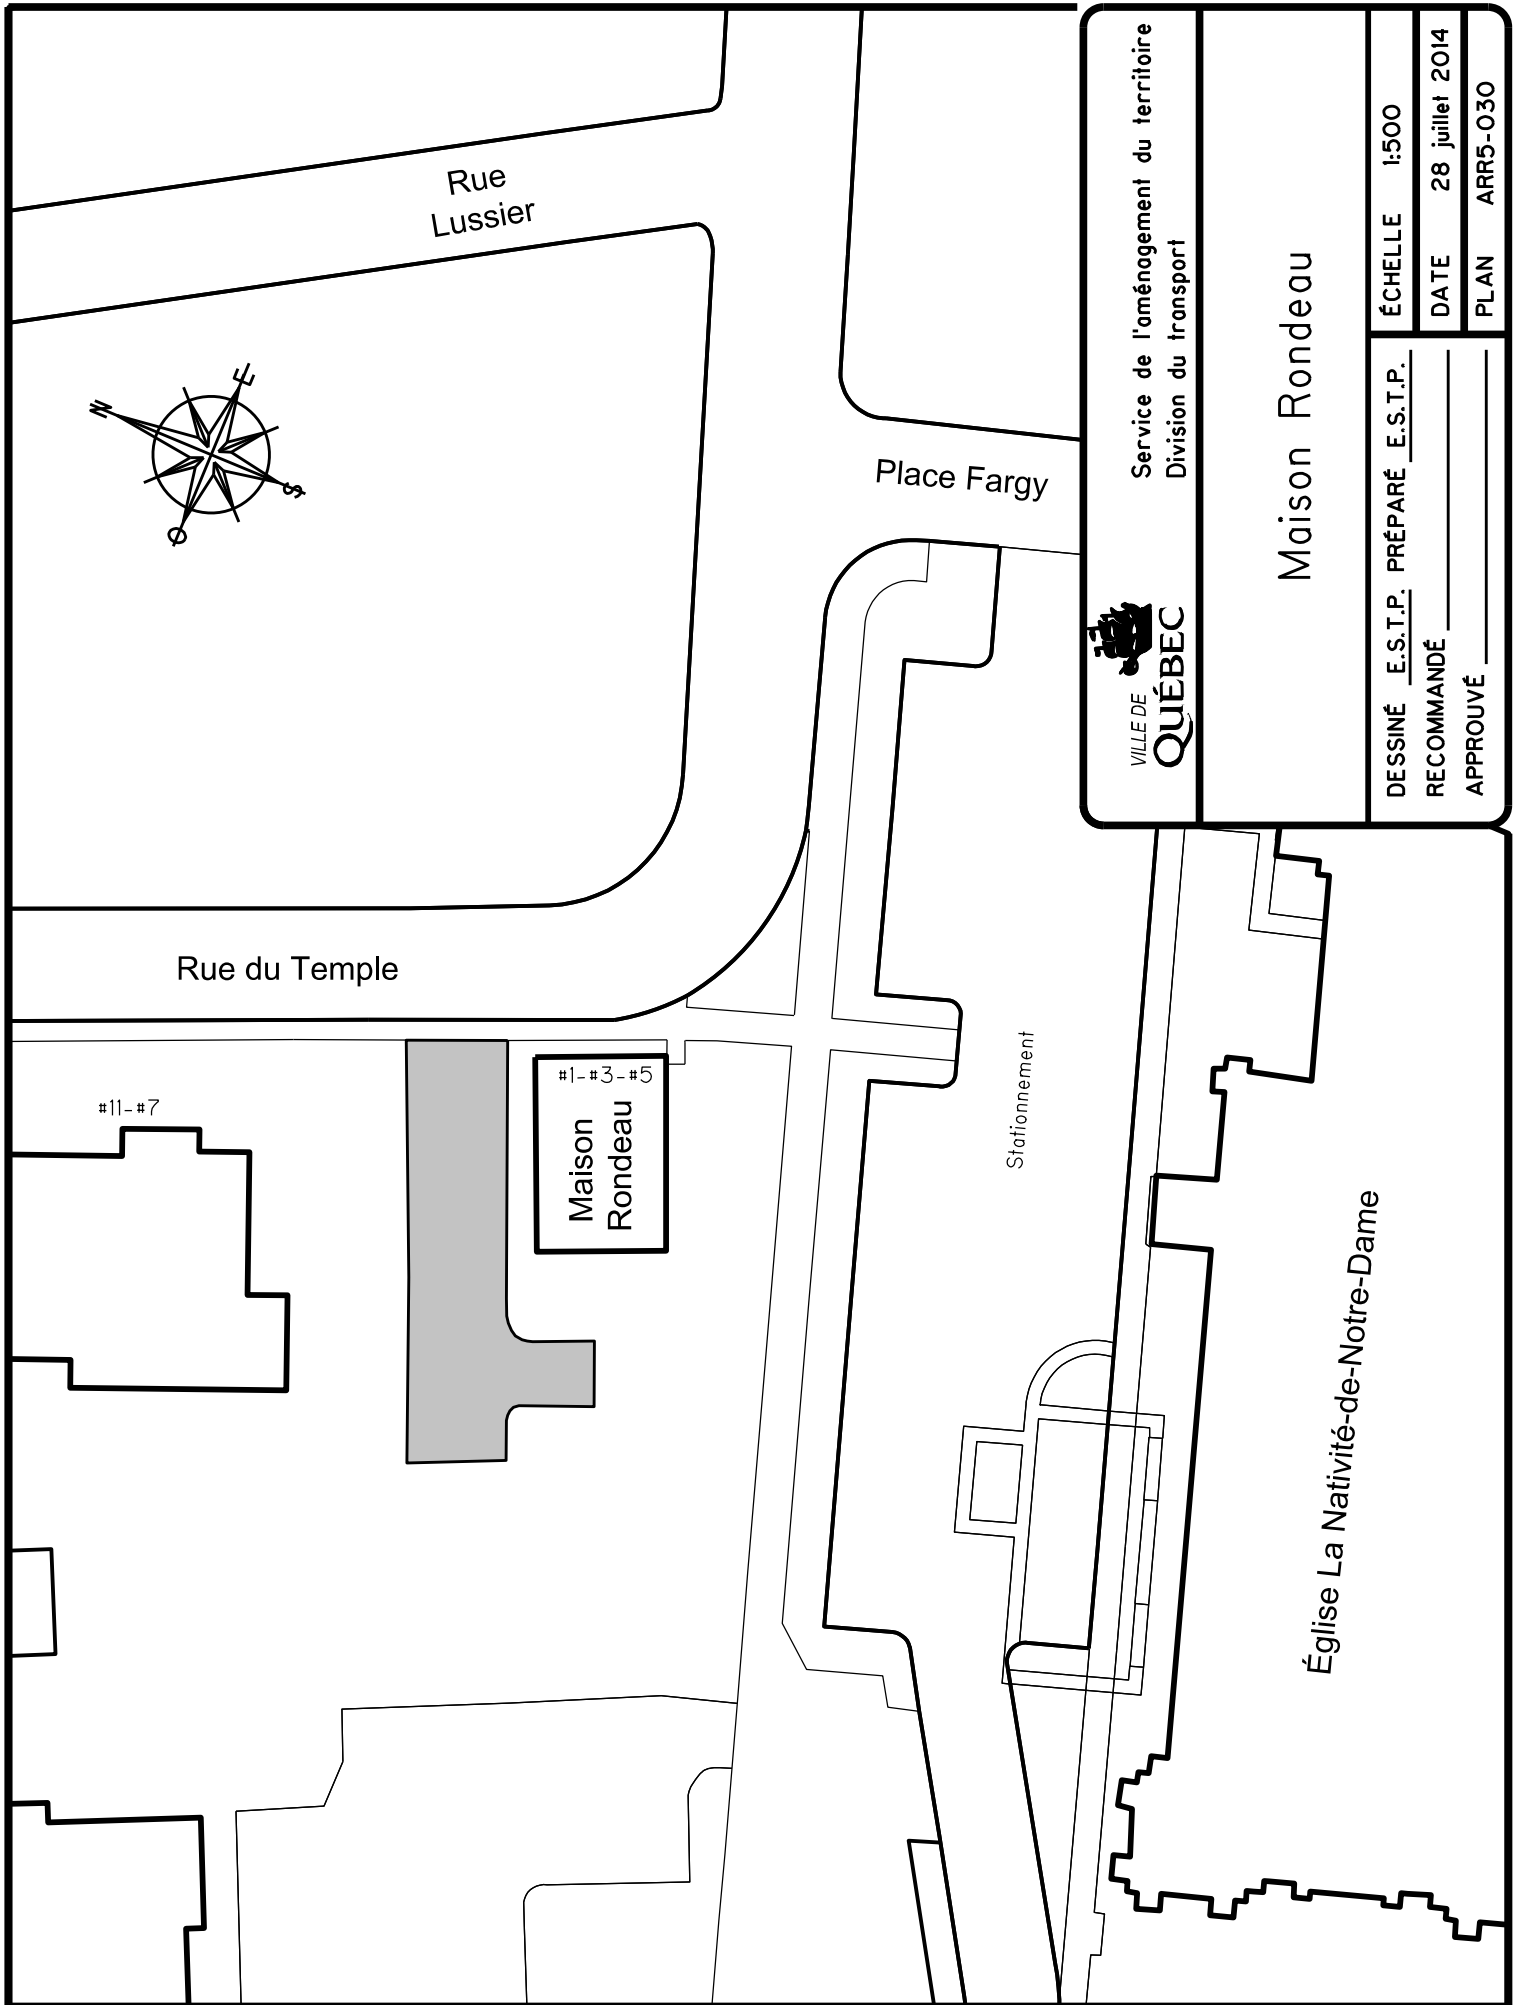 Rue
Lussier
N
E
S
O
Place Fargy
Rue du Temple
#1-#3-#5
Maison
Rondeau
#11-#7
Stationnement
Église La Nativité-de-Notre-Dame
VILLE DE
QUÉBEC
Service de l'aménagement du territoire
Division du transport
Maison Rondeau
DESSINÉ E.S.T.P. PRÉPARÉ E.S.T.P.
RECOMMANDÉ
APPROUVÉ
ÉCHELLE 1:500
DATE 28 juillet 2014
PLAN ARR5-030